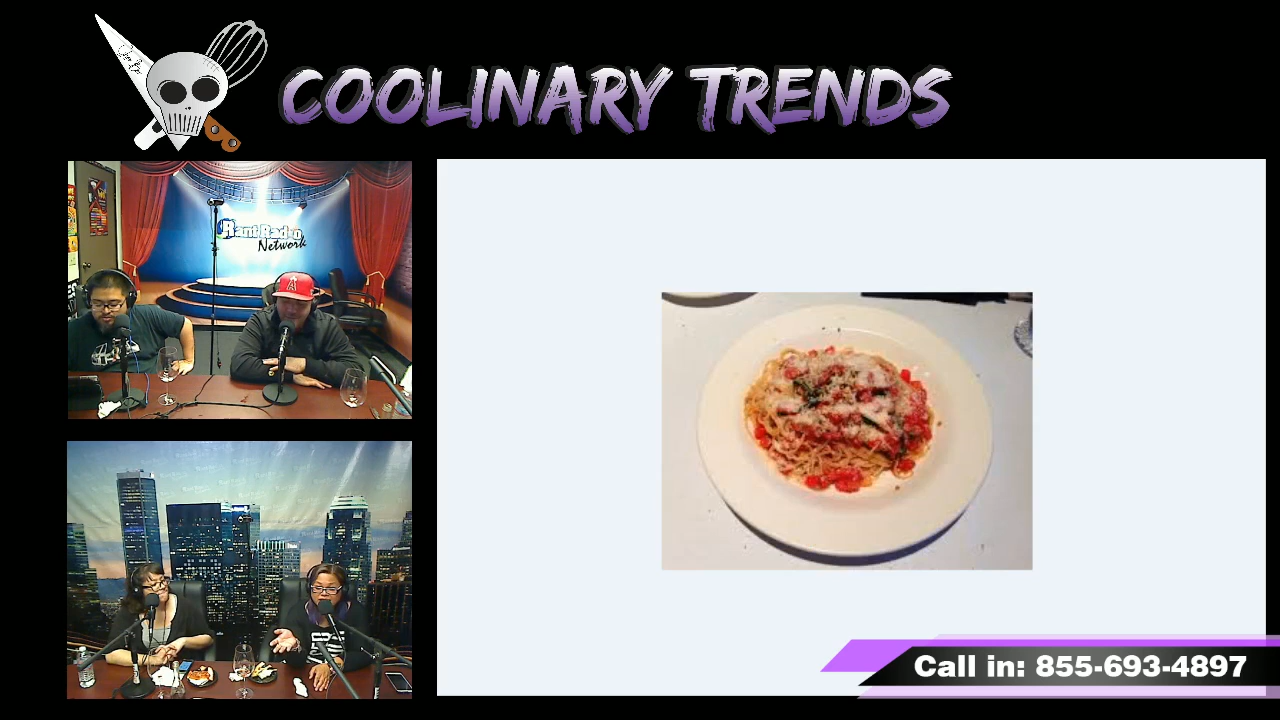 COOLINARY TRENDS
Rant Radio
Network
A
Call in: 855-693-4897